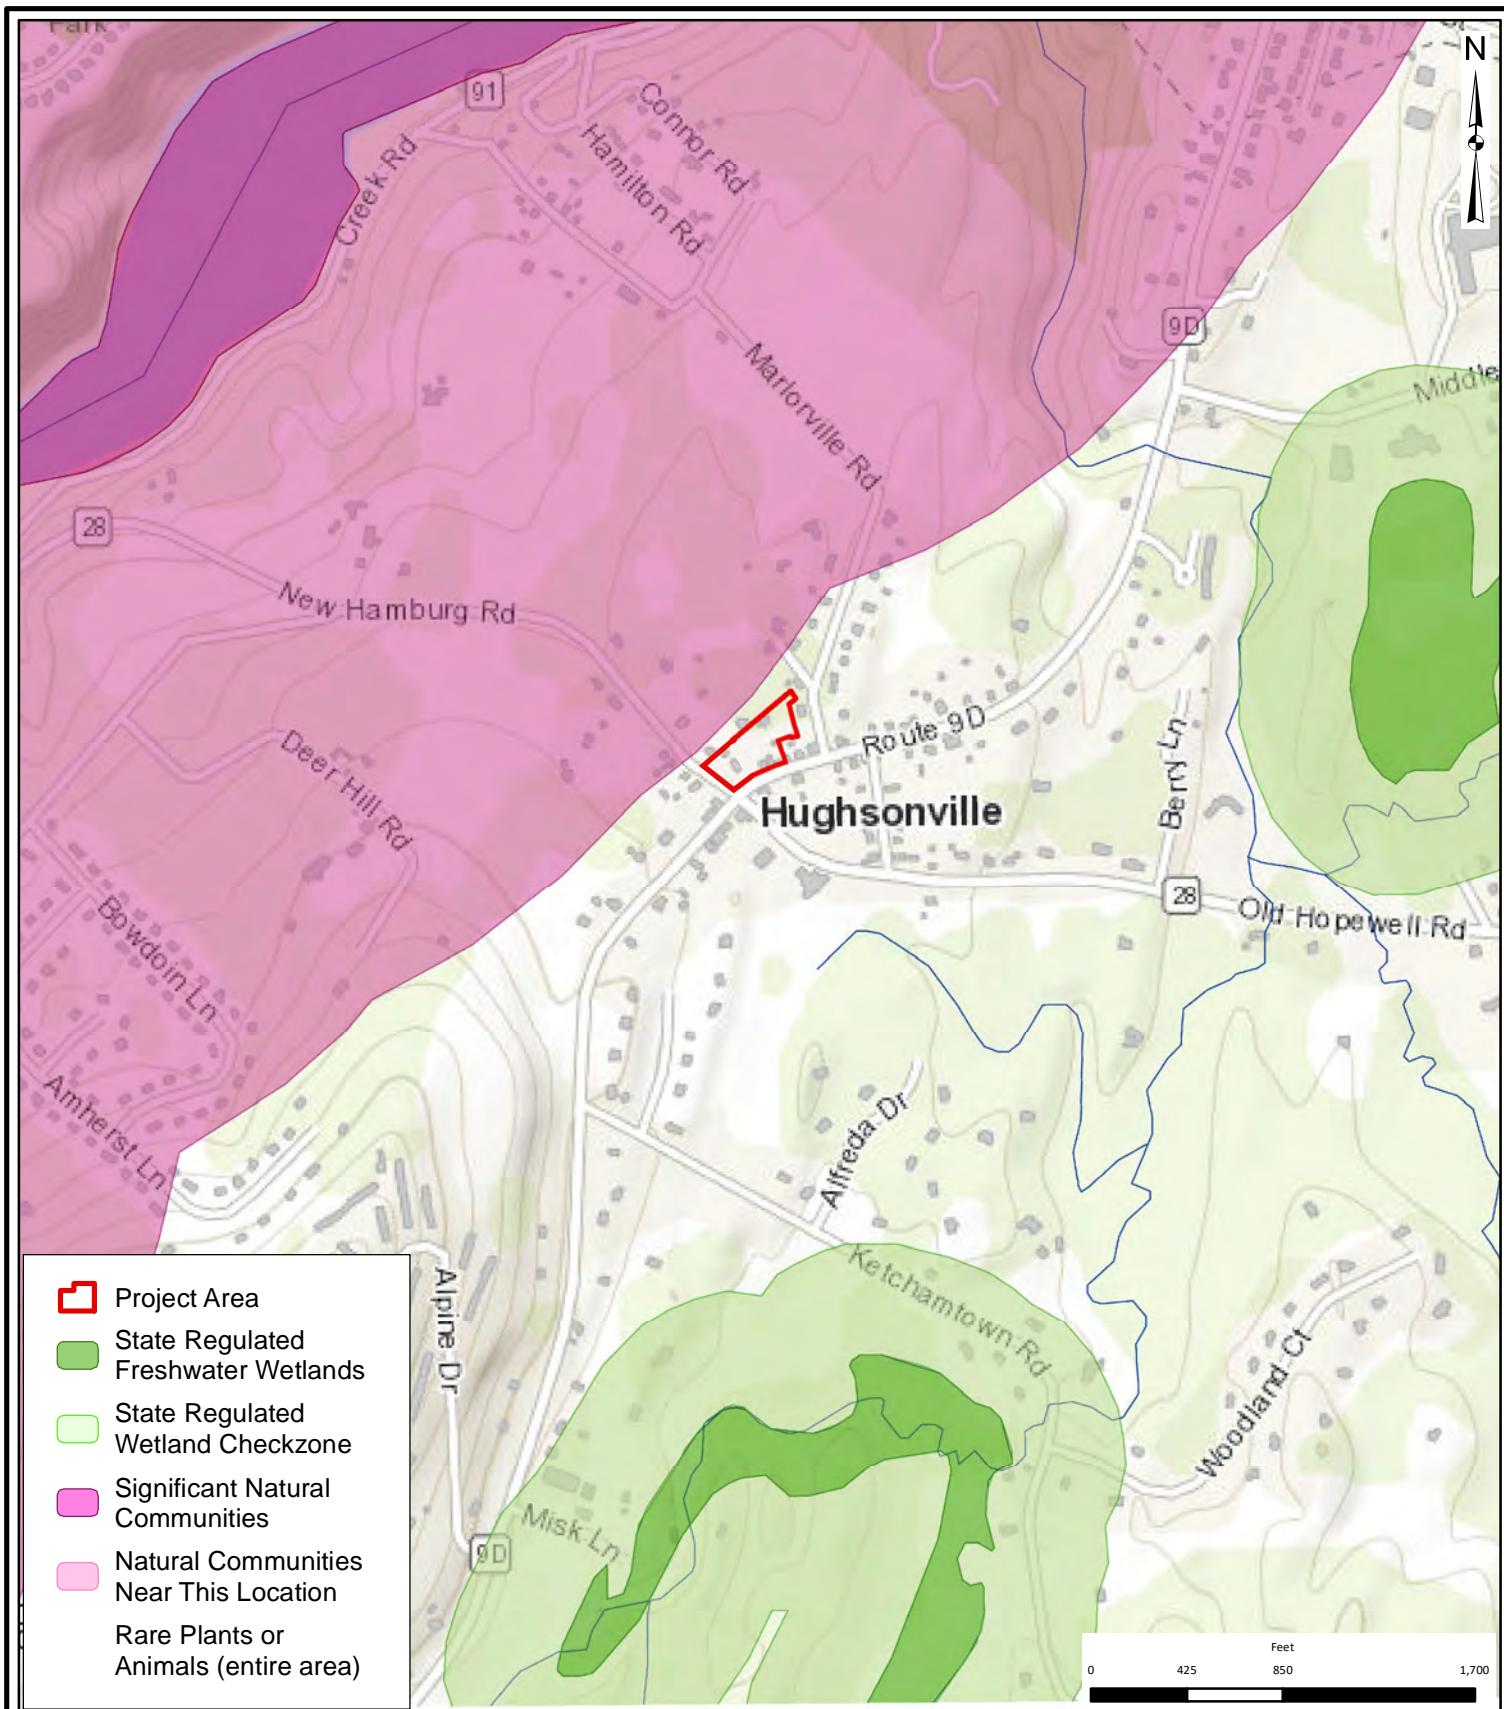 Park
N
91
Connor Rd
Hamilton Rd
Creek Rd
9D
Marlorville Rd
Middle
28
New Hamburg Rd
Route 9D
Deer Hill Rd
Berry Ln
Hughsonville
28
Old Hopewell Rd
Bowdoin Ln
Amherst Ln
Alfreda Dr
Ketchamtown Rd
Alpine Dr
Woodland Ct
Misk Ln
9D
Project Area
State Regulated
Freshwater Wetlands
State Regulated
Wetland Checkzone
Significant Natural
Communities
Natural Communities
Near This Location
Rare Plants or
Animals (entire area)
Feet
0 425 850 1,700